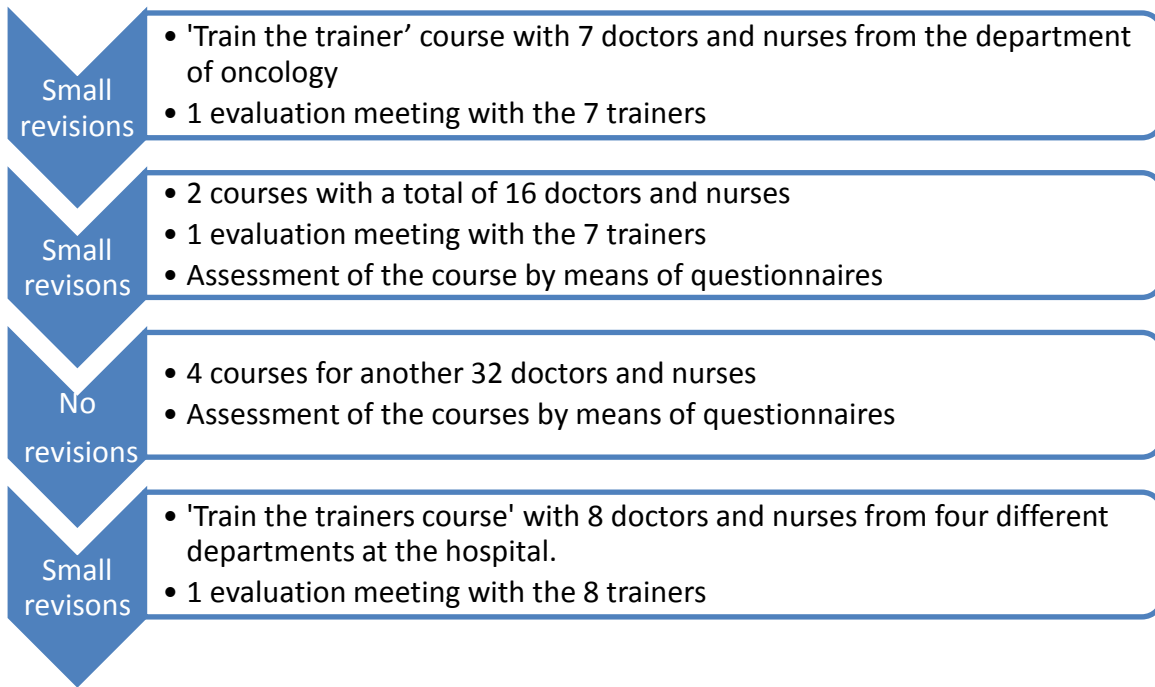 Small
revisions
• 'Train the trainer’ course with 7 doctors and nurses from the department
of oncology
• 1 evaluation meeting with the 7 trainers
Small
revisons
• 2 courses with a total of 16 doctors and nurses
• 1 evaluation meeting with the 7 trainers
• Assessment of the course by means of questionnaires
No
revisions
• 4 courses for another 32 doctors and nurses
• Assessment of the courses by means of questionnaires
Small
revisons
• 'Train the trainers course' with 8 doctors and nurses from four different
departments at the hospital.
• 1 evaluation meeting with the 8 trainers